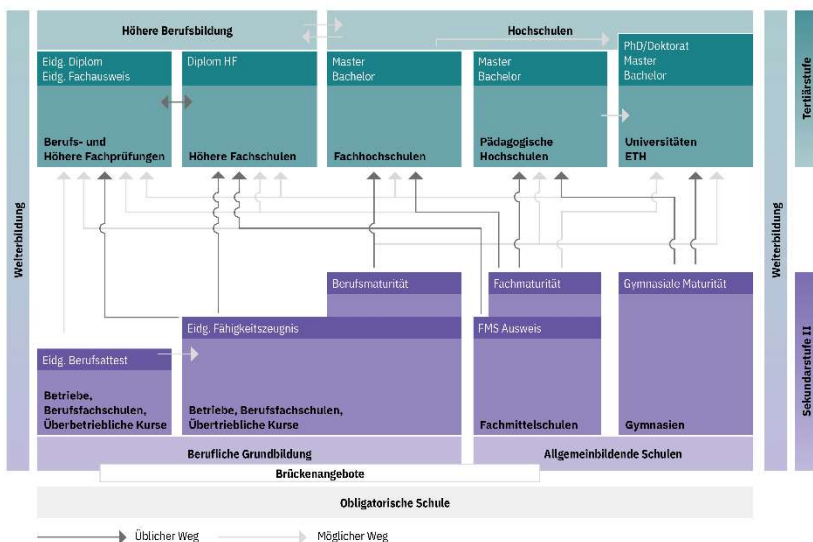 Höhere Berufsbildung
Hochschulen
Eidg. Diplom
Eidg. Fachausweis
Berufs- und
Höhere Fachprüfungen
Diplom HF
Höhere Fachschulen
Master
Bachelor
Fachhochschulen
Master
Bachelor
Pädagogische
Hochschulen
PhD/Doktorat
Master
Bachelor
Universitäten
ETH
Tertiärstufe
Weiterbildung
Weiterbildung
Berufsmaturität
Fachmaturität
Gymnasiale Maturität
Eidg. Fähigkeitszeugnis
FMS Ausweis
Eidg. Berufsattest
Betriebe,
Berufsfachschulen,
Überbetriebliche Kurse
Betriebe, Berufsfachschulen,
Übertriebliche Kurse
Fachmittelschulen
Gymnasien
Sekundarstufe II
Berufliche Grundbildung
Allgemeinbildende Schulen
Brückenangebote
Obligatorische Schule
Üblicher Weg
Möglicher Weg